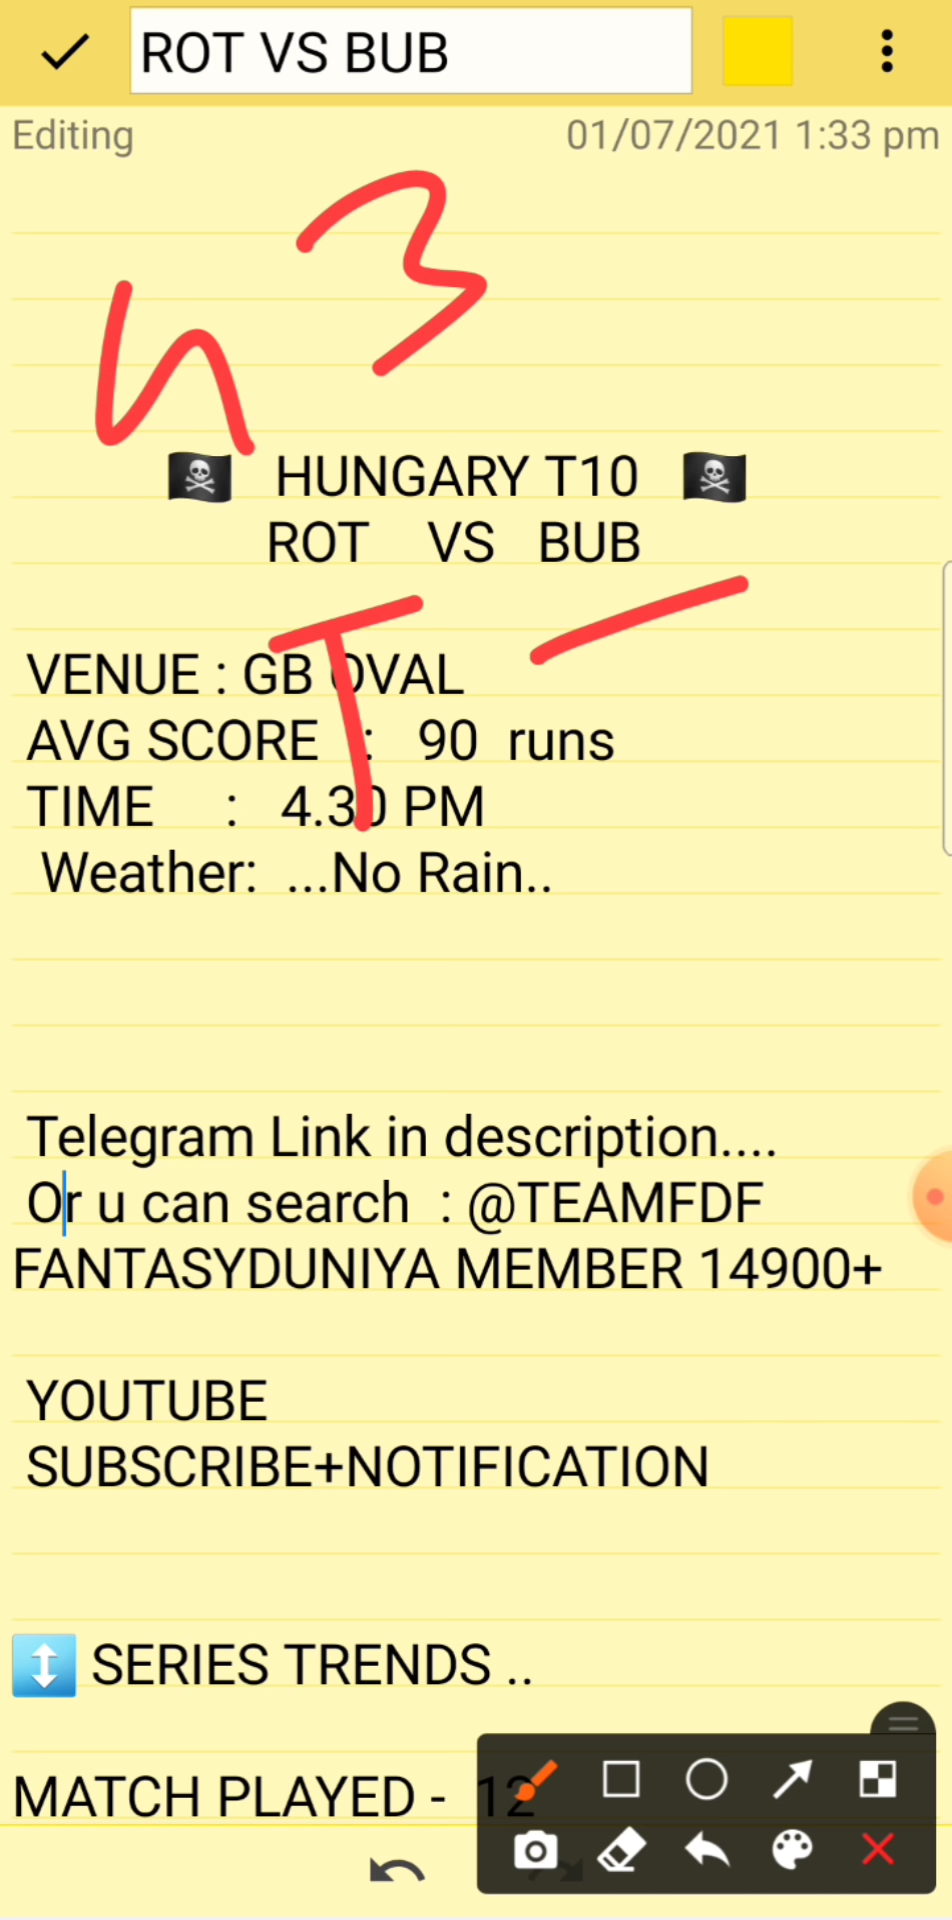 ROT VS BUB
Editing 01/07/2021 1:33 pm
3
HUNGARY T10
ROT VS BUB
VENUE : GB OVAL
AVG SCORE : 90 runs
TIME : 4.30 PM
Weather: ...No Rain..
T
Telegram Link in description....
Or u can search : @TEAMFDF
FANTASYDUNIYA MEMBER 14900+
YOUTUBE
SUBSCRIBE+NOTIFICATION
SERIES TRENDS ..
MATCH PLAYED - 12